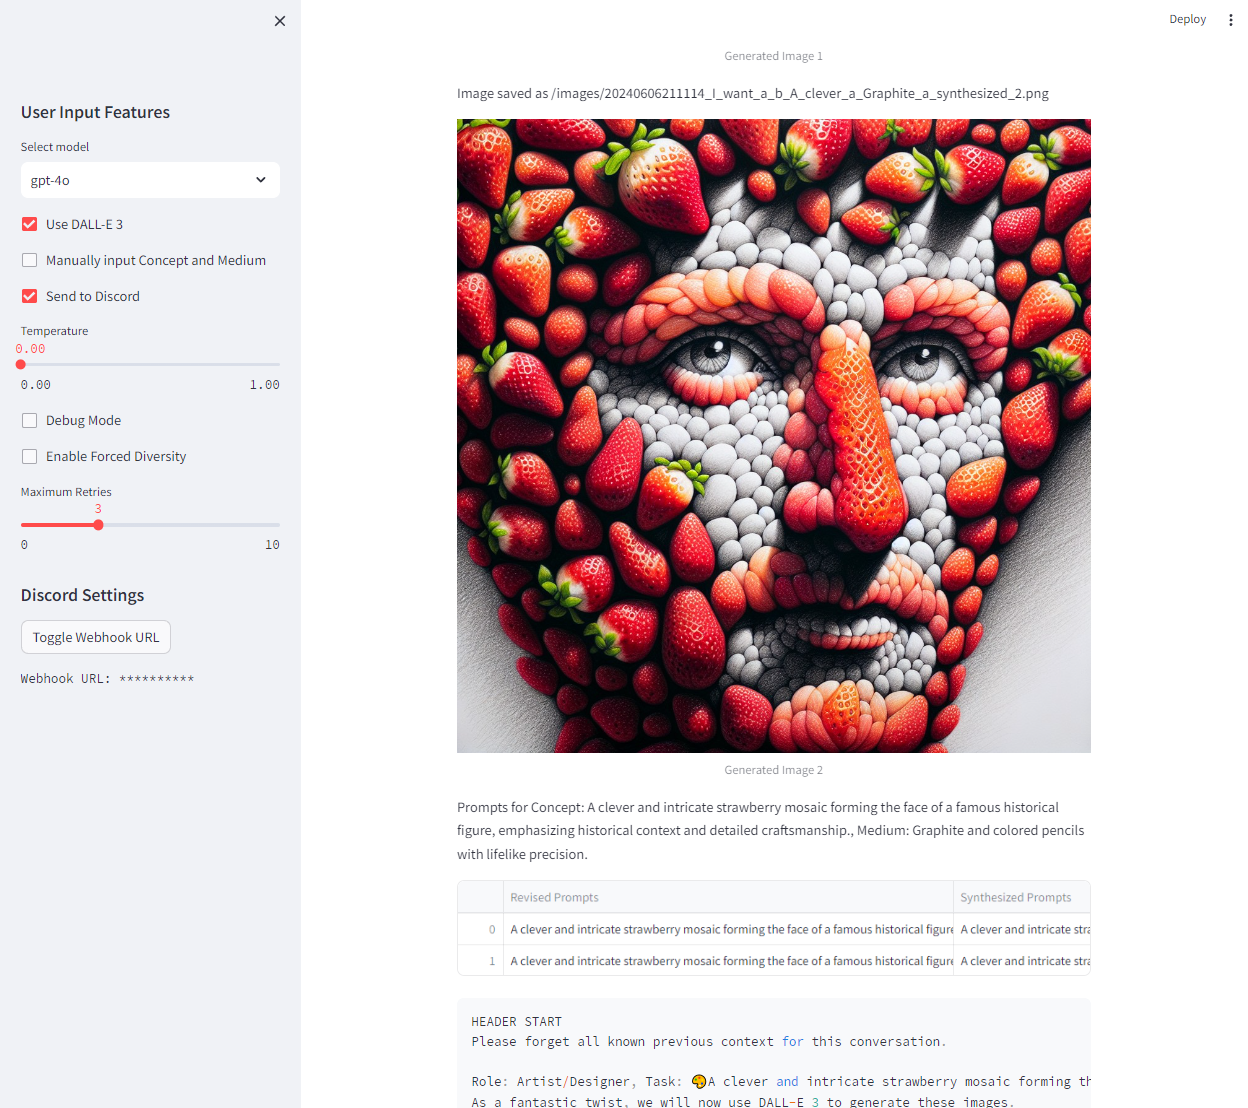 Deploy
User Input Features
Select model
gpt-4o
Use DALL-E 3
Manually input Concept and Medium
Send to Discord
Temperature
0.00
0.00 1.00
Debug Mode
Enable Forced Diversity
Maximum Retries
3
0 10
Discord Settings
Toggle Webhook URL
Webhook URL: **********
Generated Image 1
Image saved as /images/20240606211114_I_want_a_b_A_clever_a_Graphite_a_synthesized_2.png
Generated Image 2
Prompts for Concept: A clever and intricate strawberry mosaic forming the face of a famous historical
figure, emphasizing historical context and detailed craftsmanship., Medium: Graphite and colored pencils
with lifelike precision.
Revised Prompts Synthesized Prompts
0 A clever and intricate strawberry mosaic forming the face of a famous historical figure A clever and intricate stra
1 A clever and intricate strawberry mosaic forming the face of a famous historical figure A clever and intricate stra
HEADER START
Please forget all known previous context for this conversation.
Role: Artist/Designer, Task: A clever and intricate strawberry mosaic forming th
As a fantastic twist, we will now use DALL-E 3 to generate these images.